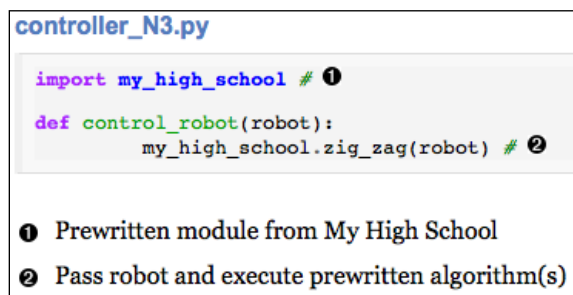 controller_N3.py
import my_high_school # ❶
def control_robot(robot):
my_high_school.zig_zag(robot) # ❷
❶ Prewritten module from My High School
❷ Pass robot and execute prewritten algorithm(s)